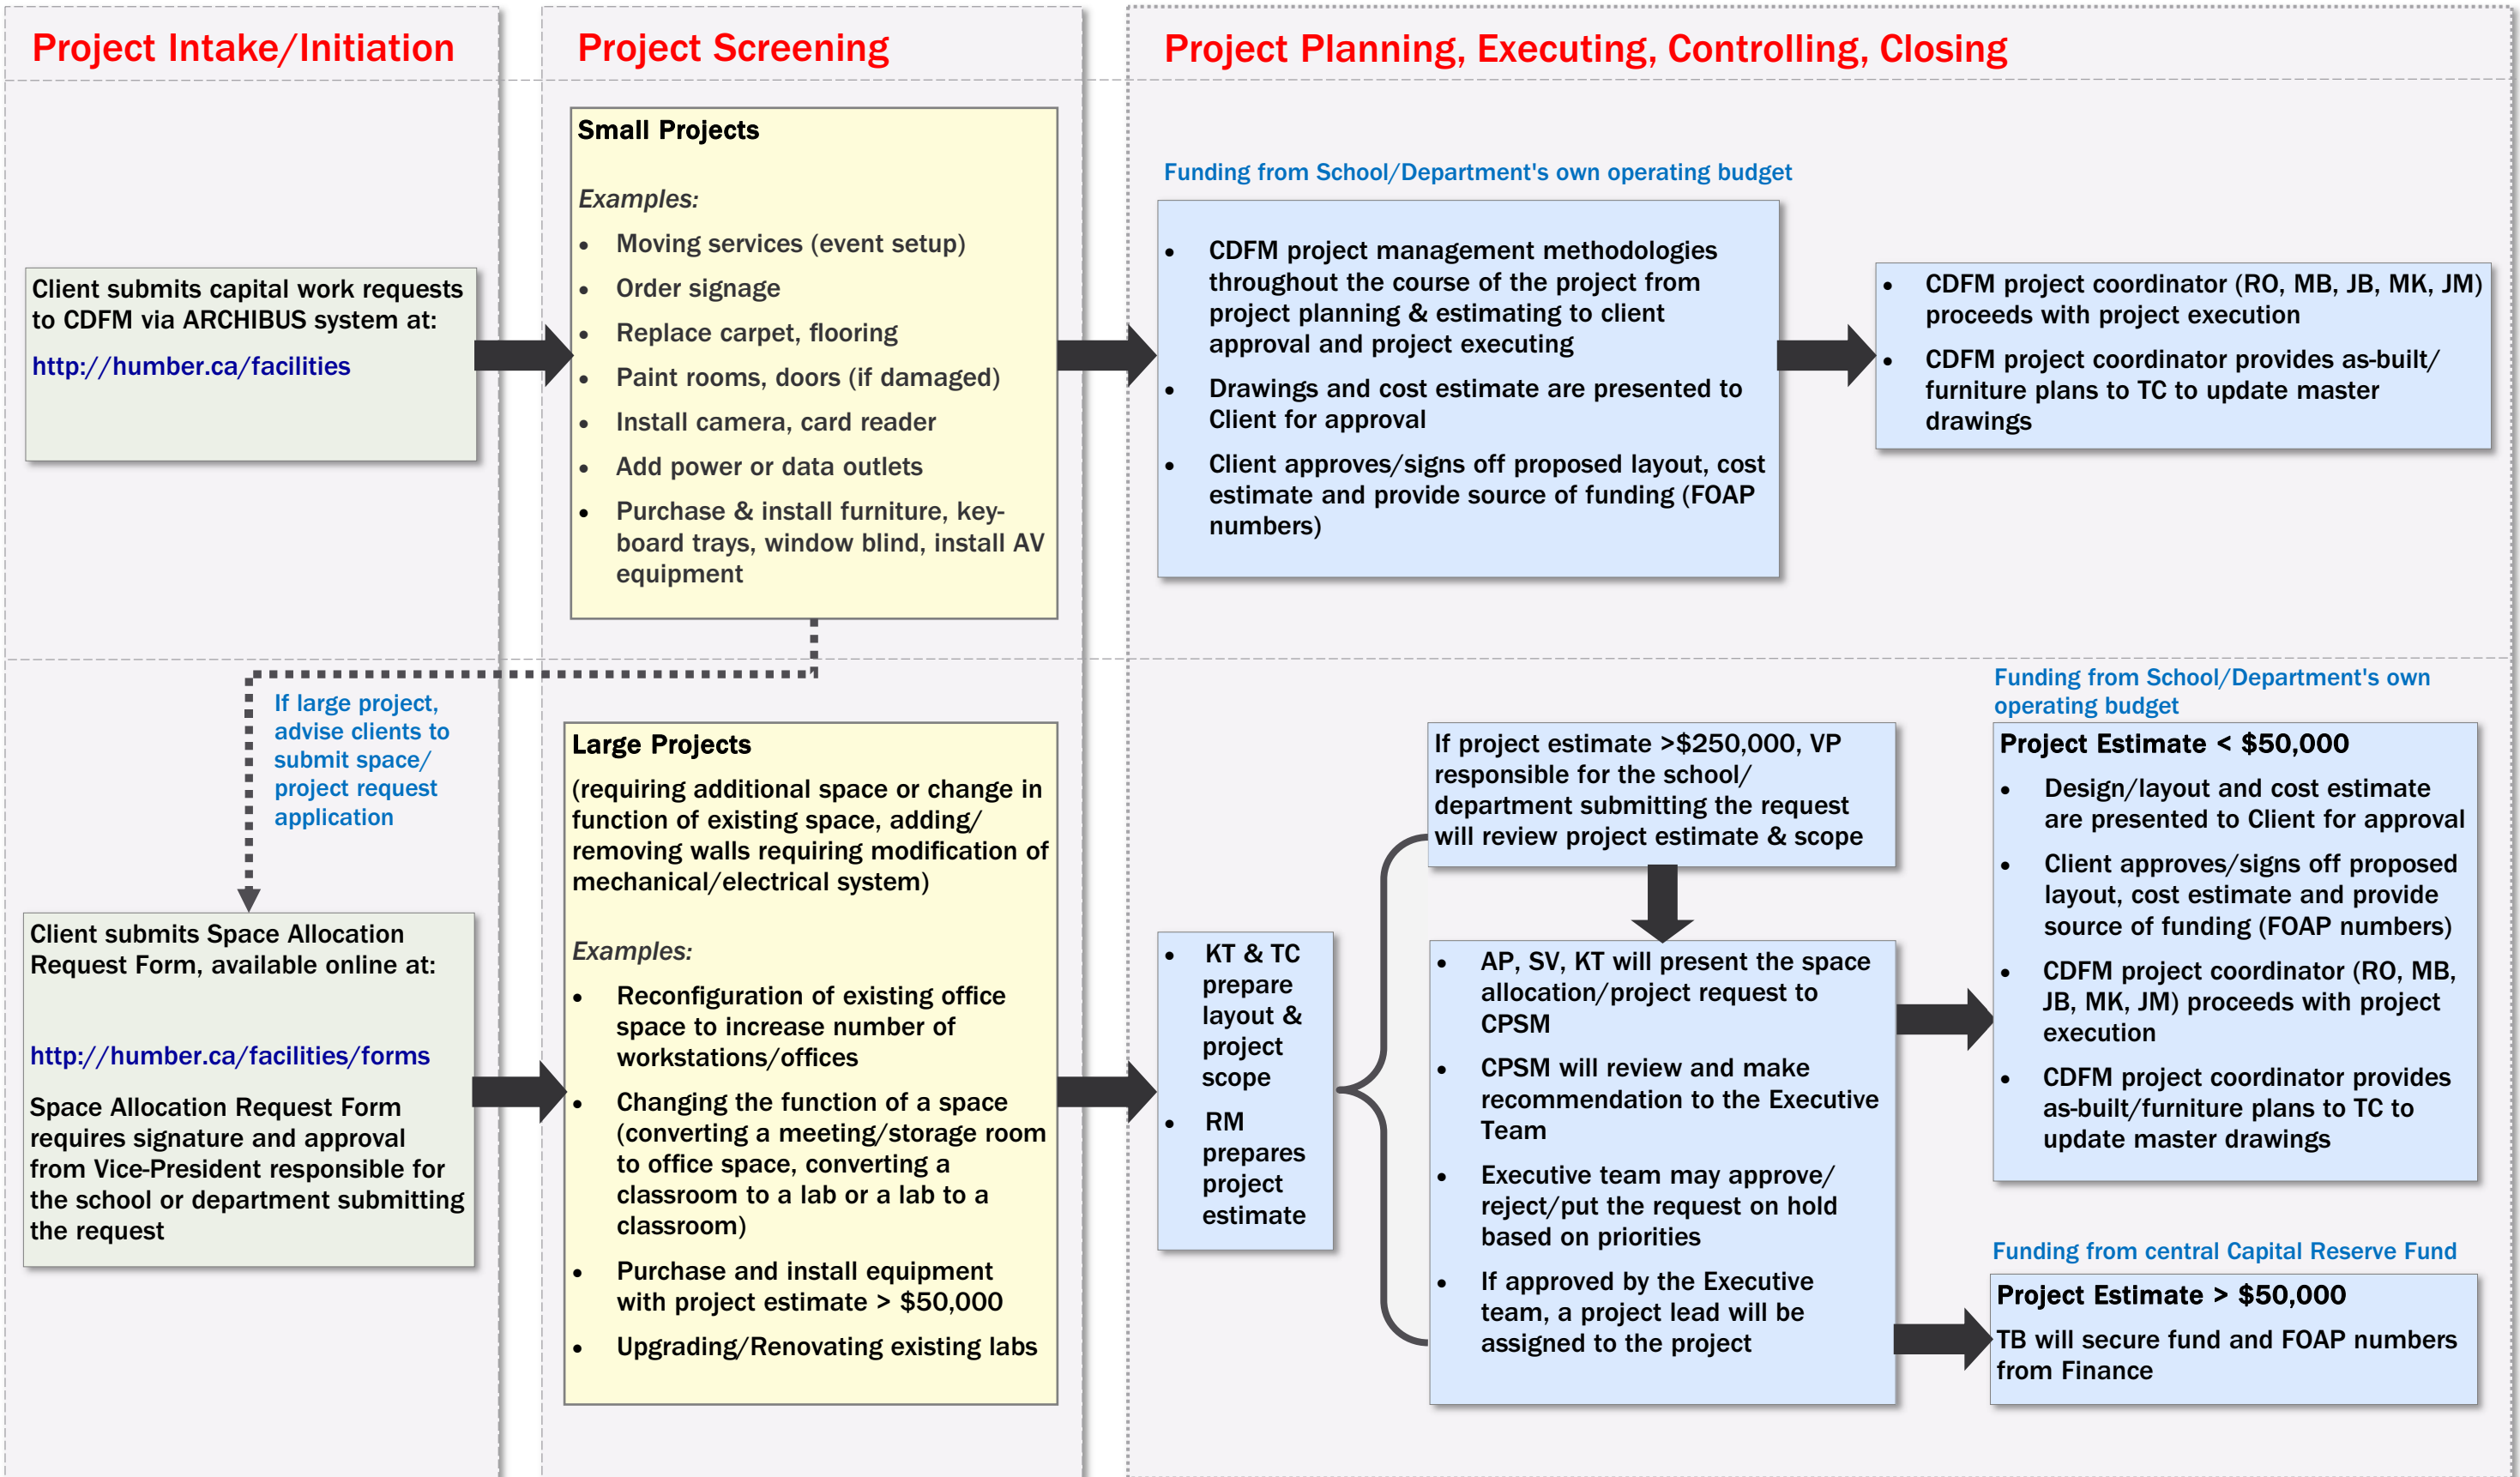 Project Intake/Initiation
Project Screening
Project Planning, Executing, Controlling, Closing
Client submits capital work requests
to CDFM via ARCHIBUS system at:
http://humber.ca/facilities
Small Projects
Examples:
• Moving services (event setup)
• Order signage
• Replace carpet, flooring
• Paint rooms, doors (if damaged)
• Install camera, card reader
• Add power or data outlets
• Purchase & install furniture, key-
board trays, window blind, install AV
equipment
Funding from School/Department's own operating budget
• CDFM project management methodologies
throughout the course of the project from
project planning & estimating to client
approval and project executing
• Drawings and cost estimate are presented to
Client for approval
• Client approves/signs off proposed layout, cost
estimate and provide source of funding (FOAP
numbers)
• CDFM project coordinator (RO, MB, JB, MK, JM)
proceeds with project execution
• CDFM project coordinator provides as-built/
furniture plans to TC to update master
drawings
If large project,
advise clients to
submit space/
project request
application
Client submits Space Allocation
Request Form, available online at:
http://humber.ca/facilities/forms
Space Allocation Request Form
requires signature and approval
from Vice-President responsible for
the school or department submitting
the request
Large Projects
(requiring additional space or change in
function of existing space, adding/
removing walls requiring modification of
mechanical/electrical system)
Examples:
• Reconfiguration of existing office
space to increase number of
workstations/offices
• Changing the function of a space
(converting a meeting/storage room
to office space, converting a
classroom to a lab or a lab to a
classroom)
• Purchase and install equipment
with project estimate > $50,000
• Upgrading/Renovating existing labs
• KT & TC
prepare
layout &
project
scope
• RM
prepares
project
estimate
If project estimate >$250,000, VP
responsible for the school/
department submitting the request
will review project estimate & scope
• AP, SV, KT will present the space
allocation/project request to
CPSM
• CPSM will review and make
recommendation to the Executive
Team
• Executive team may approve/
reject/put the request on hold
based on priorities
• If approved by the Executive
team, a project lead will be
assigned to the project
Funding from School/Department's own
operating budget
Project Estimate < $50,000
• Design/layout and cost estimate
are presented to Client for approval
• Client approves/signs off proposed
layout, cost estimate and provide
source of funding (FOAP numbers)
• CDFM project coordinator (RO, MB,
JB, MK, JM) proceeds with project
execution
• CDFM project coordinator provides
as-built/furniture plans to TC to
update master drawings
Funding from central Capital Reserve Fund
Project Estimate > $50,000
TB will secure fund and FOAP numbers
from Finance